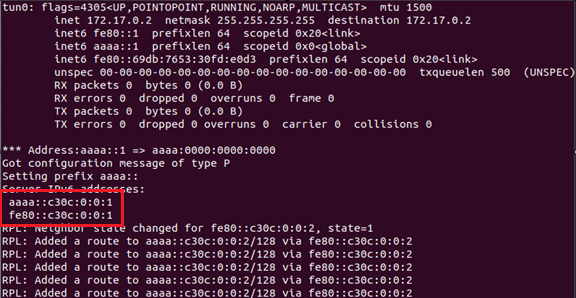 tun0: flags=4305<UP,POINTOPOINT,RUNNING,NOARP,MULTICAST>  mtu 1500
inet 172.17.0.2  netmask 255.255.255.255  destination 172.17.0.2
inet6 fe80::1  prefixlen 64  scopeid 0x20<link>
inet6 aaaa::1  prefixlen 64  scopeid 0x0<global>
inet6 fe80::69db:7653:30fd:e0d3  prefixlen 64  scopeid 0x20<link>
unspec 00-00-00-00-00-00-00-00-00-00-00-00-00-00-00-00  txqueuelen 500  (UNSPEC)
RX packets 0  bytes 0 (0.0 B)
RX errors 0  dropped 0  overruns 0  frame 0
TX packets 0  bytes 0 (0.0 B)
TX errors 0  dropped 0 overruns 0  carrier 0  collisions 0
*** Address:aaaa::1 => aaaa:0000:0000:0000
Got configuration message of type P
Setting prefix aaaa::
Server IPv6 addresses:
aaaa::c30c:0:0:1
fe80::c30c:0:0:1
RPL: Neighbor state changed for fe80::c30c:0:0:2, state=1
RPL: Added a route to aaaa::c30c:0:0:2/128 via fe80::c30c:0:0:2
RPL: Added a route to aaaa::c30c:0:0:2/128 via fe80::c30c:0:0:2
RPL: Added a route to aaaa::c30c:0:0:2/128 via fe80::c30c:0:0:2
RPL: Added a route to aaaa::c30c:0:0:2/128 via fe80::c30c:0:0:2
RPL: Added a route to aaaa::c30c:0:0:2/128 via fe80::c30c:0:0:2